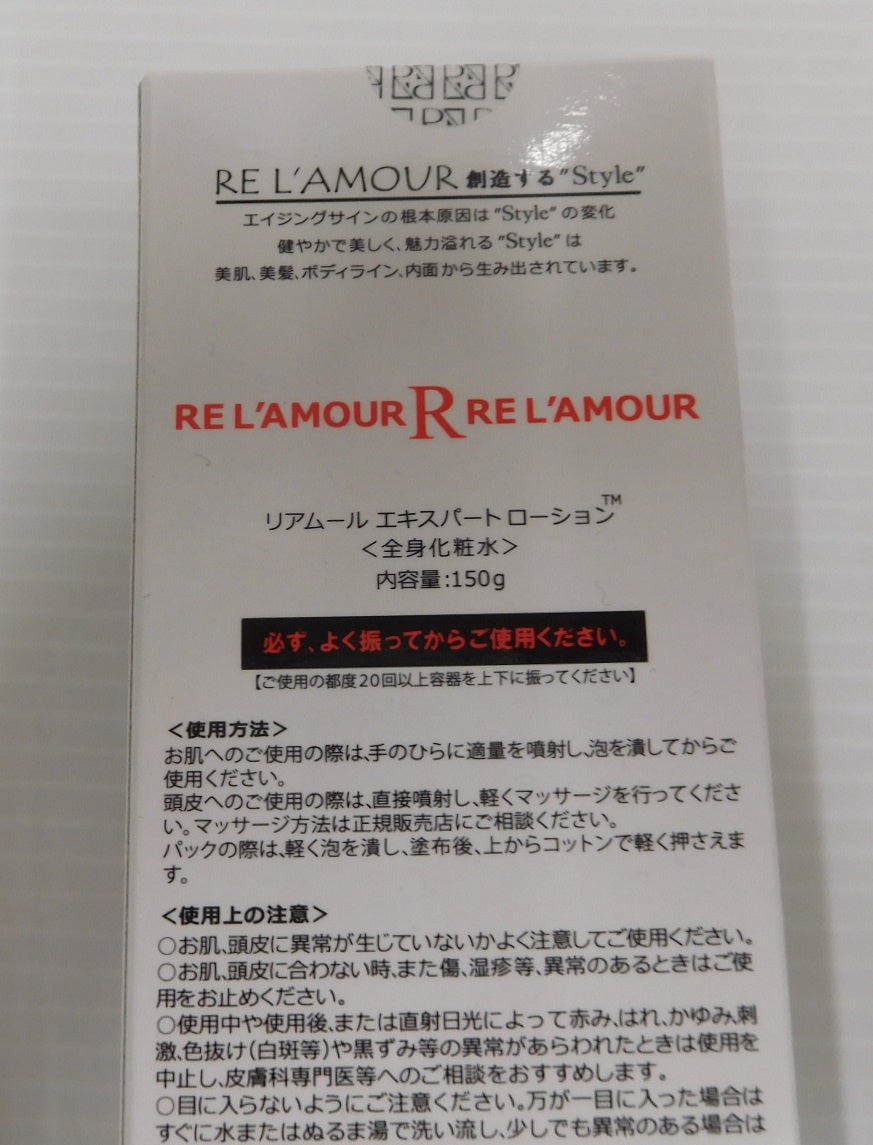 RE L'AMOUR 創造する"Style"
エイジングサインの根本原因は"Style"の変化
健やかで美しく、魅力溢れる"Style"は
美肌、美髪、ボディライン、内面から生み出されています。
RE L'AMOUR R RE L'AMOUR
リアムール エキスパート ローション™
＜全身化粧水＞
内容量:150g
必ず、よく振ってからご使用ください。
【ご使用の都度20回以上容器を上下に振ってください】
＜使用方法＞
お肌へのご使用の際は、手のひらに適量を噴射し、泡を潰してからご
使用ください。
頭皮へのご使用の際は、直接噴射し、軽くマッサージを行ってくださ
い。マッサージ方法は正規販売店にご相談ください。
パックの際は、軽く泡を潰し、塗布後、上からコットンで軽く押さえま
す。
＜使用上の注意＞
○お肌、頭皮に異常が生じていないかよく注意してご使用ください。
○お肌、頭皮に合わない時、また傷、湿疹等、異常のあるときはご使
用をお止めください。
○使用中や使用後、または直射日光によって赤み、はれ、かゆみ、刺
激、色抜け(白斑等)や黒ずみ等の異常があらわれたときは使用を
中止し、皮膚科専門医等へのご相談をおすすめします。
○目に入らないようにご注意ください。万が一目に入った場合は
すぐに水またはぬるま湯で洗い流し、少しでも異常のある場合は